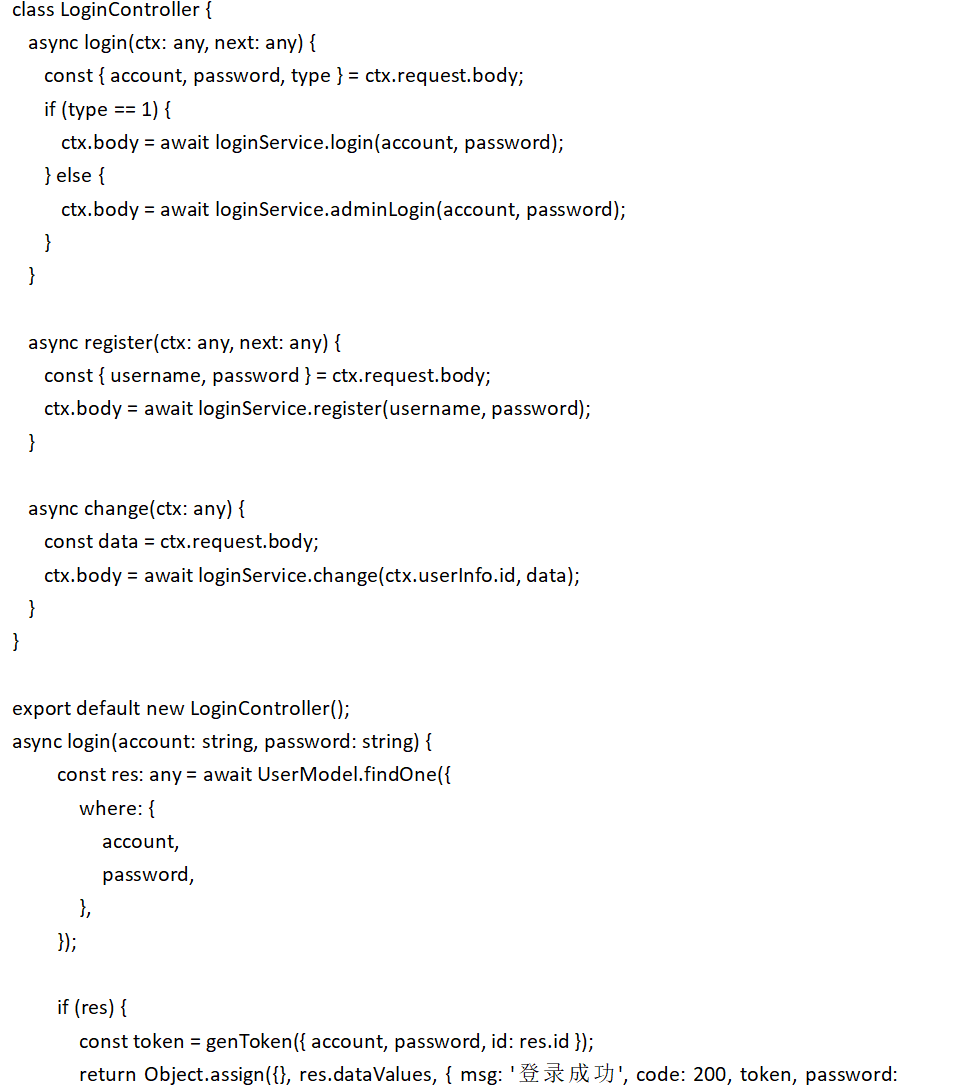 class LoginController {
async login(ctx: any, next: any) {
const { account, password, type } = ctx.request.body;
if (type == 1) {
ctx.body = await loginService.login(account, password);
} else {
ctx.body = await loginService.adminLogin(account, password);
}
}
async register(ctx: any, next: any) {
const { username, password } = ctx.request.body;
ctx.body = await loginService.register(username, password);
}
async change(ctx: any) {
const data = ctx.request.body;
ctx.body = await loginService.change(ctx.userInfo.id, data);
}
}
export default new LoginController();
async login(account: string, password: string) {
const res: any = await UserModel.findOne({
where: {
account,
password,
},
});
if (res) {
const token = genToken({ account, password, id: res.id });
return Object.assign({}, res.dataValues, { msg: '登录成功', code: 200, token, password: